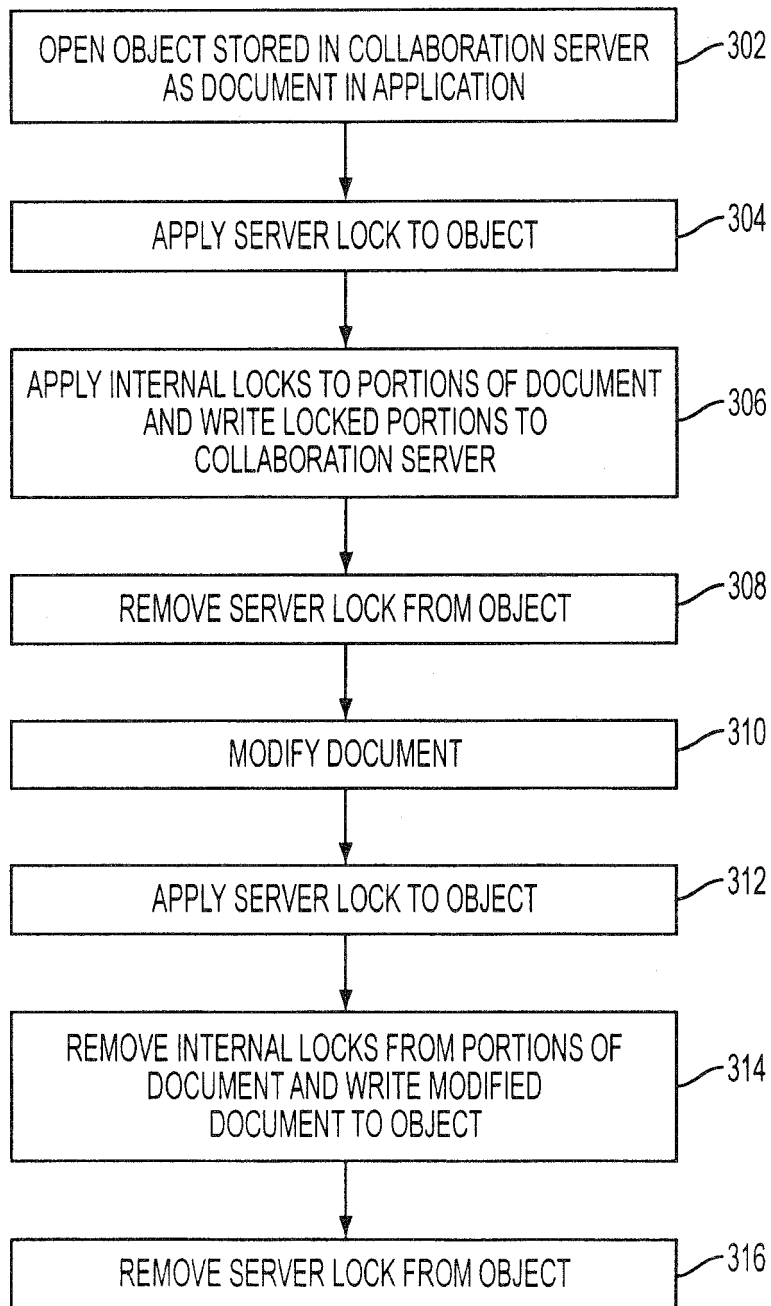 OPEN OBJECT STORED IN COLLABORATION SERVER
AS DOCUMENT IN APPLICATION
302
APPLY SERVER LOCK TO OBJECT
304
APPLY INTERNAL LOCKS TO PORTIONS OF DOCUMENT
AND WRITE LOCKED PORTIONS TO
COLLABORATION SERVER
306
REMOVE SERVER LOCK FROM OBJECT
308
MODIFY DOCUMENT
310
APPLY SERVER LOCK TO OBJECT
312
REMOVE INTERNAL LOCKS FROM PORTIONS OF
DOCUMENT AND WRITE MODIFIED
DOCUMENT TO OBJECT
314
REMOVE SERVER LOCK FROM OBJECT
316